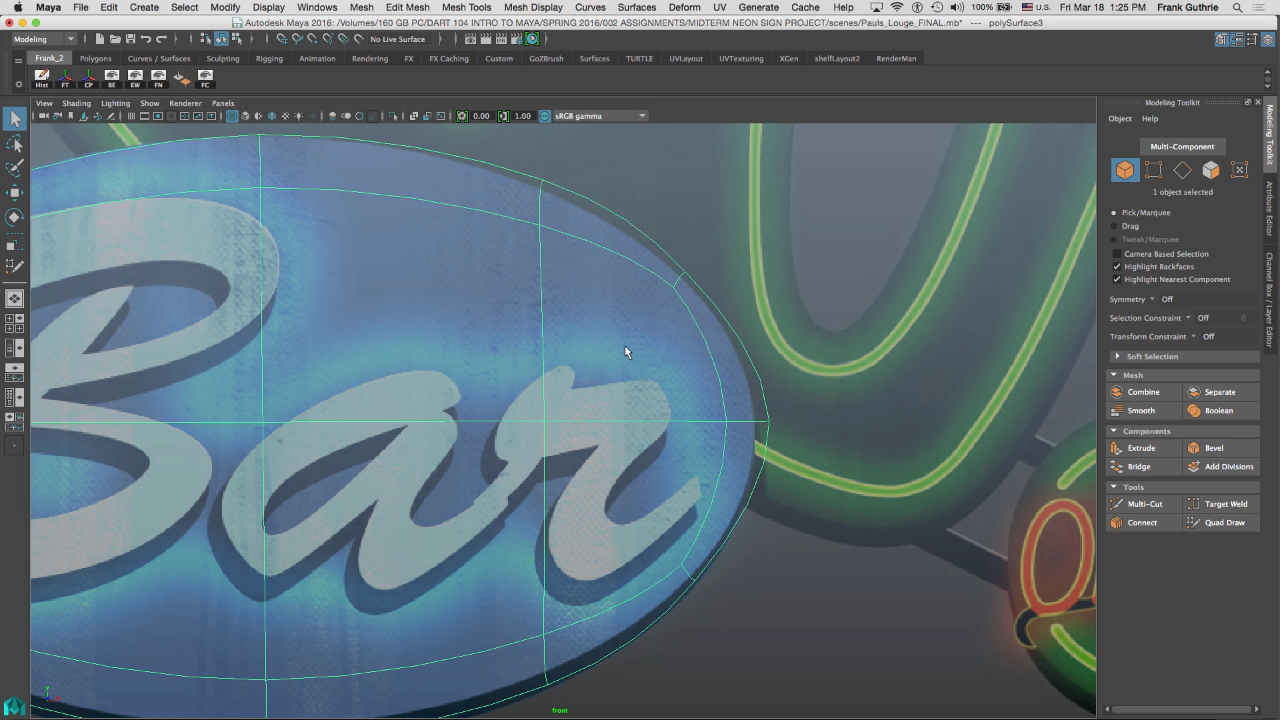 Maya File Edit Create Select Modify Display Windows Mesh Edit Mesh Mesh Tools Mesh Display Curves Surfaces Deform UV Generate Cache Help 100% U.S. Fri Mar 18 1:25 PM Frank Guthrie
Autodesk Maya 2016: /Volumes/160 GB PC/DART 104 INTRO TO MAYA/SPRING 2016/002 ASSIGNMENTS/MIDTERM NEON SIGN PROJECT/scenes/Pauls_Louge_FINAL.mb* --- polySurface3
Modeling No Live Surface
Frank_2 Polygons Curves / Surfaces Sculpting Rigging Animation Rendering FX FX Caching Custom GoZBrush Surfaces TURTLE UVLayout UVTexturing XGen shelfLayout2 RenderMan
Hist FT CP BE EW FN FC
View Shading Lighting Show Renderer Panels
0.00 1.00 sRGB gamma
Bar
front
Modeling Toolkit
Object Help
Multi-Component
1 object selected
Pick/Marquee
Drag
Tweak/Marquee
Camera Based Selection
Highlight Backfaces
Highlight Nearest Component
Symmetry Off
Selection Constraint Off 0
Transform Constraint Off
Soft Selection
Mesh
Combine Separate
Smooth Boolean
Components
Extrude Bevel
Bridge Add Divisions
Tools
Multi-Cut Target Weld
Connect Quad Draw
Modeling Toolkit
Attribute Editor
Channel Box / Layer Editor